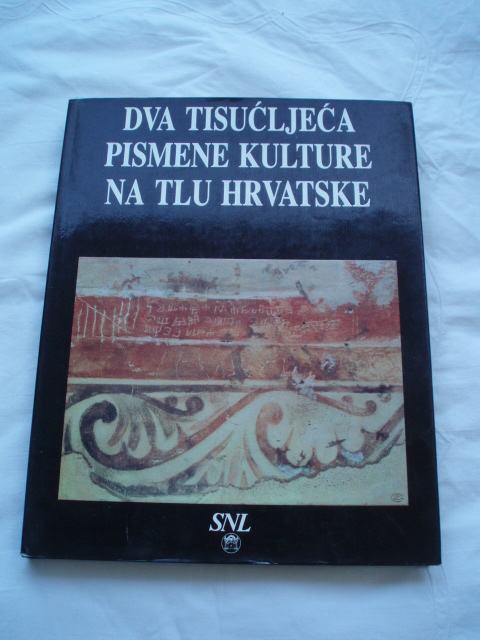 DVA TISUĆLJEĆA
PISMENE KULTURE
NA TLU HRVATSKE
SNL